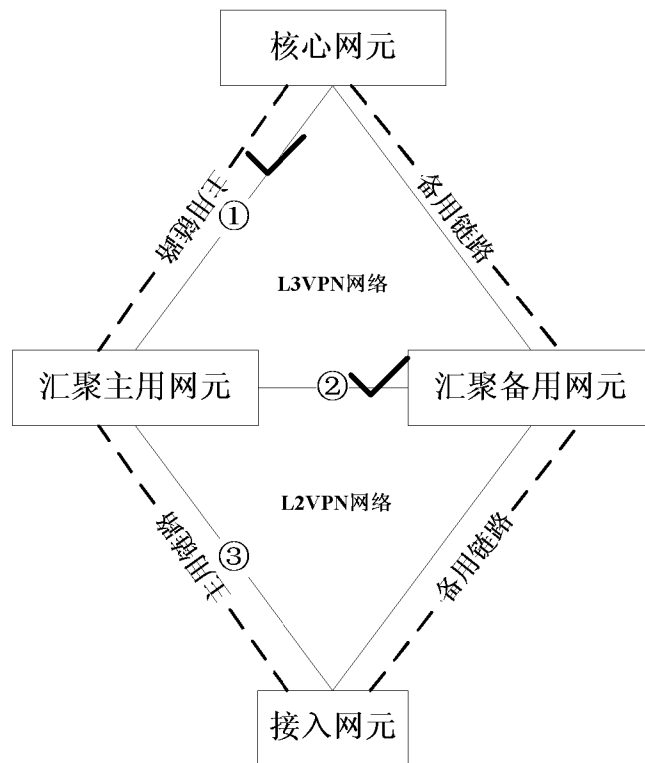 核心网元
主用链路
备用链路
①
L3VPN网络
汇聚主用网元
②
汇聚备用网元
L2VPN网络
③
主用链路
备用链路
接入网元